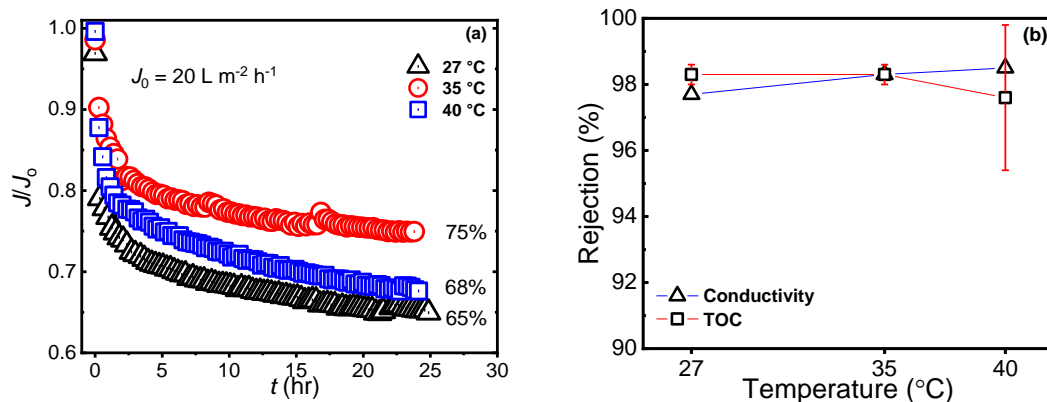 (a)
J₀ = 20 L m⁻² h⁻¹
27 °C
35 °C
40 °C
1.0
0.9
0.8
0.7
0.6
J/Jₒ
75%
68%
65%
0 5 10 15 20 25 30
t (hr)
(b)
100
98
96
94
92
90
Rejection (%)
Conductivity
TOC
27 35 40
Temperature (°C)